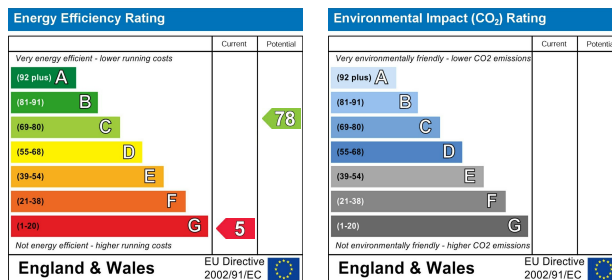 Energy Efficiency Rating
Current Potential
Very energy efficient - lower running costs
(92 plus) A
(81-91) B
(69-80) C
(55-68) D
(39-54) E
(21-38) F
(1-20) G
78
5
Not energy efficient - higher running costs
England & Wales
EU Directive
2002/91/EC
Environmental Impact (CO2) Rating
Current Potential
Very environmentally friendly - lower CO2 emissions
(92 plus) A
(81-91) B
(69-80) C
(55-68) D
(39-54) E
(21-38) F
(1-20) G
Not environmentally friendly - higher CO2 emissions
England & Wales
EU Directive
2002/91/EC